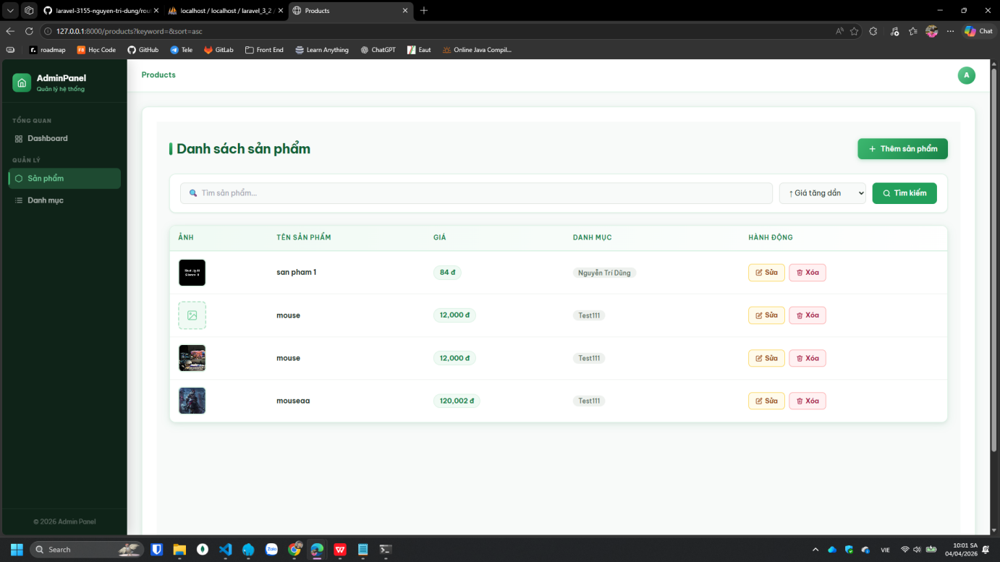 laravel-3155-nguyen-tri-dung/rout
localhost / localhost / laravel_3_2
Products
127.0.0.1:8000/products?keyword=&sort=asc
Chat
roadmap
Học Code
GitHub
Tele
GitLab
Front End
Learn Anything
ChatGPT
Eaut
Online Java Compil...
AdminPanel
Quản lý hệ thống
Products
A
TỔNG QUAN
Dashboard
QUẢN LÝ
Sản phẩm
Danh mục
Danh sách sản phẩm
+ Thêm sản phẩm
Tìm sản phẩm...
↑ Giá tăng dần
Tìm kiếm
ẢNH TÊN SẢN PHẨM GIÁ DANH MỤC HÀNH ĐỘNG
san pham 1 84 đ Nguyễn Trí Dũng Sửa Xóa
mouse 12,000 đ Test111 Sửa Xóa
mouse 12,000 đ Test111 Sửa Xóa
mouseaa 120,002 đ Test111 Sửa Xóa
© 2026 Admin Panel
Search
Zalo
VIE
10:01 SA
04/04/2026